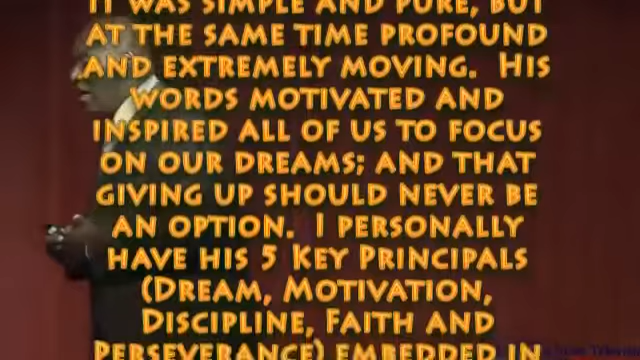 IT WAS SIMPLE AND PURE, BUT
AT THE SAME TIME PROFOUND
AND EXTREMELY MOVING. HIS
WORDS MOTIVATED AND
INSPIRED ALL OF US TO FOCUS
ON OUR DREAMS; AND THAT
GIVING UP SHOULD NEVER BE
AN OPTION. I PERSONALLY
HAVE HIS 5 KEY PRINCIPALS
(DREAM, MOTIVATION,
DISCIPLINE, FAITH AND
PERSEVERANCE) EMBEDDED IN